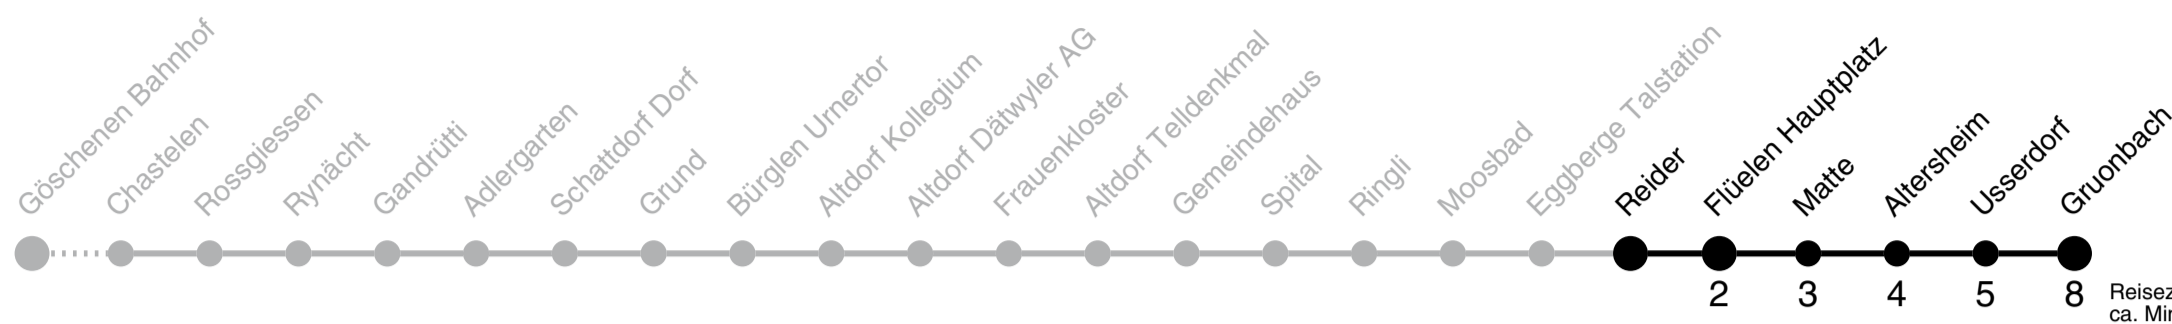 Göschenen Bahnhof
Chastelen
Rossgiessen
Rynächt
Gandrütti
Adlergarten
Schattdorf Dorf
Grund
Bürglen Urnertor
Altdorf Kollegium
Altdorf Dätwyler AG
Frauenkloster
Altdorf Telldenkmal
Gemeindehaus
Spital
Ringli
Moosbad
Eggberge Talstation
Reider
Flüelen Hauptplatz
Matte
Altersheim
Usserdorf
Gruonbach
2 3 4 5 8
ca.